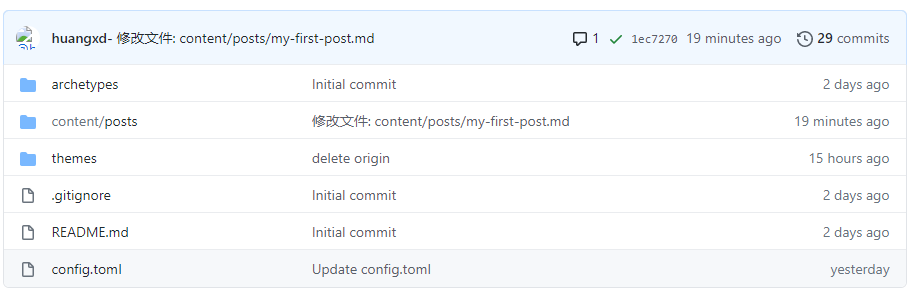 huangxd- 修改文件: content/posts/my-first-post.md 1 1ec7270 19 minutes ago 29 commits
archetypes Initial commit 2 days ago
content/posts 修改文件: content/posts/my-first-post.md 19 minutes ago
themes delete origin 15 hours ago
.gitignore Initial commit 2 days ago
README.md Initial commit 2 days ago
config.toml Update config.toml yesterday